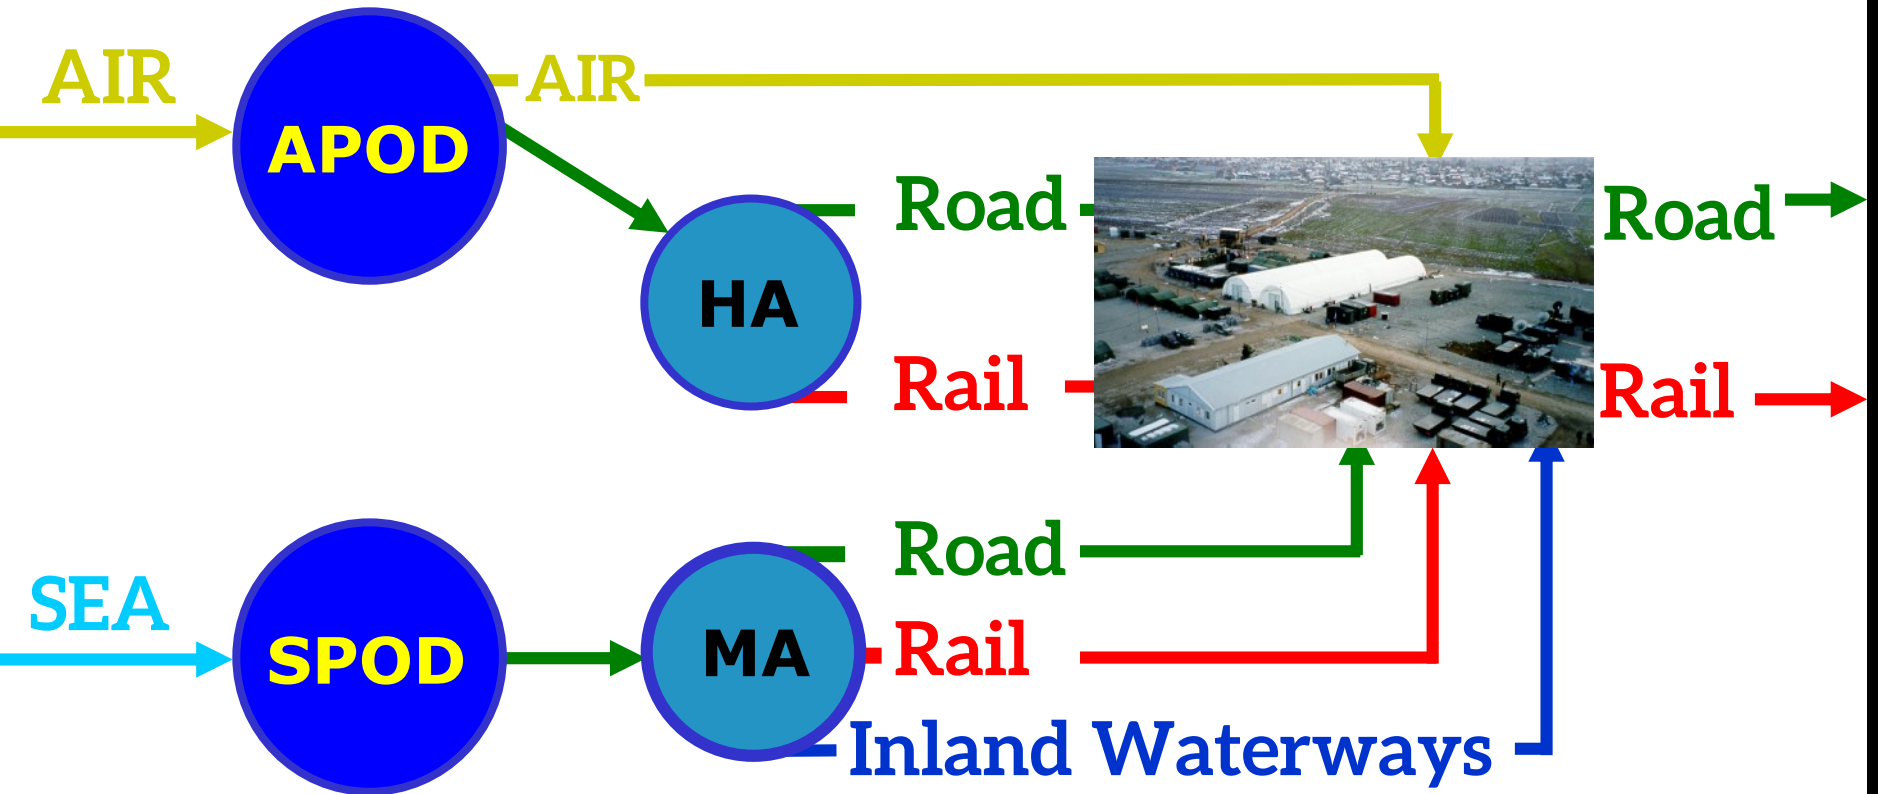 AIR
APOD
AIR
HA
Road
Rail
Road
Rail
SEA
SPOD
MA
Road
Rail
Inland Waterways